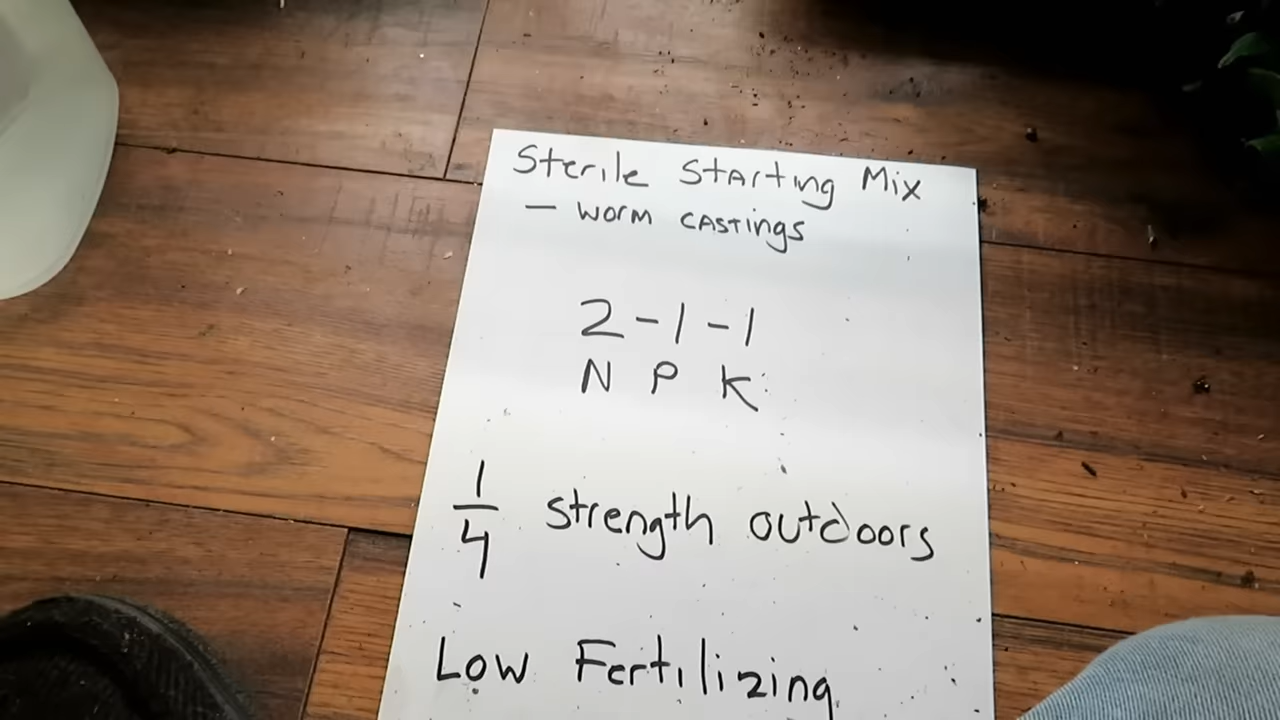 Sterile Starting Mix
- worm castings
2-1-1
N P K
1/4 strength outdoors
Low Fertilizing